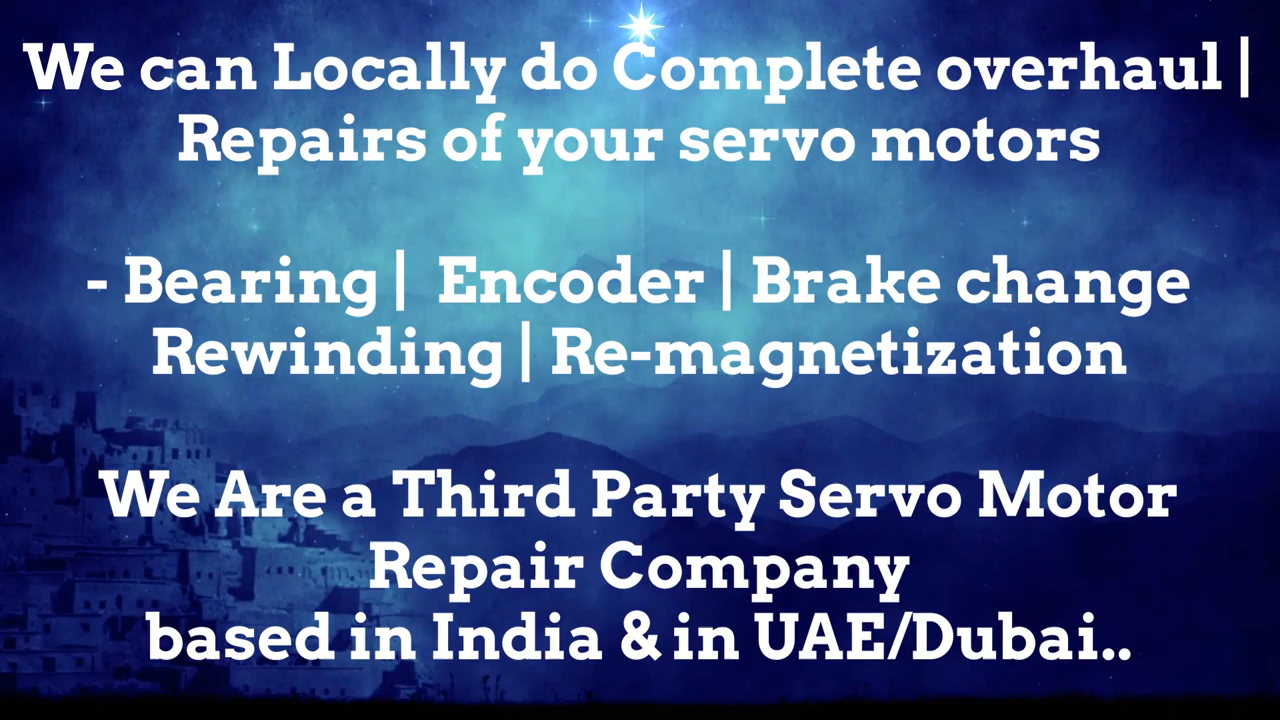 We can Locally do Complete overhaul |
Repairs of your servo motors
- Bearing | Encoder | Brake change
Rewinding | Re-magnetization
We Are a Third Party Servo Motor
Repair Company
based in India & in UAE/Dubai..